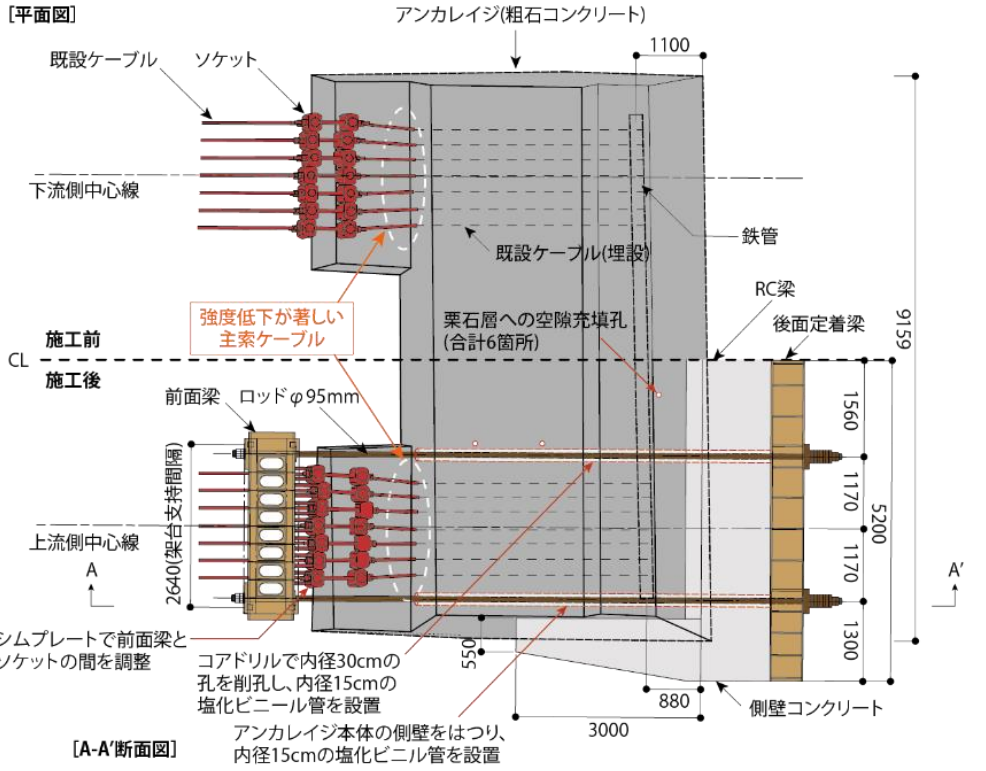 [平面図]
アンカレイジ(粗石コンクリート)
1100
既設ケーブル
ソケット
下流側中心線
鉄管
既設ケーブル(埋設)
RC梁
強度低下が著しい
主索ケーブル
栗石層への空隙充填孔
(合計6箇所)
後面定着梁
9159
施工前
CL
施工後
前面梁
ロッドφ95mm
1560
2640(架台支持間隔)
1170
5200
上流側中心線
1170
A
A'
シムプレートで前面梁と
ソケットの間を調整
550
1300
コアドリルで内径30cmの
孔を削孔し、内径15cmの
塩化ビニール管を設置
880
側壁コンクリート
3000
アンカレイジ本体の側壁をはつり、
内径15cmの塩化ビニル管を設置
[A-A'断面図]